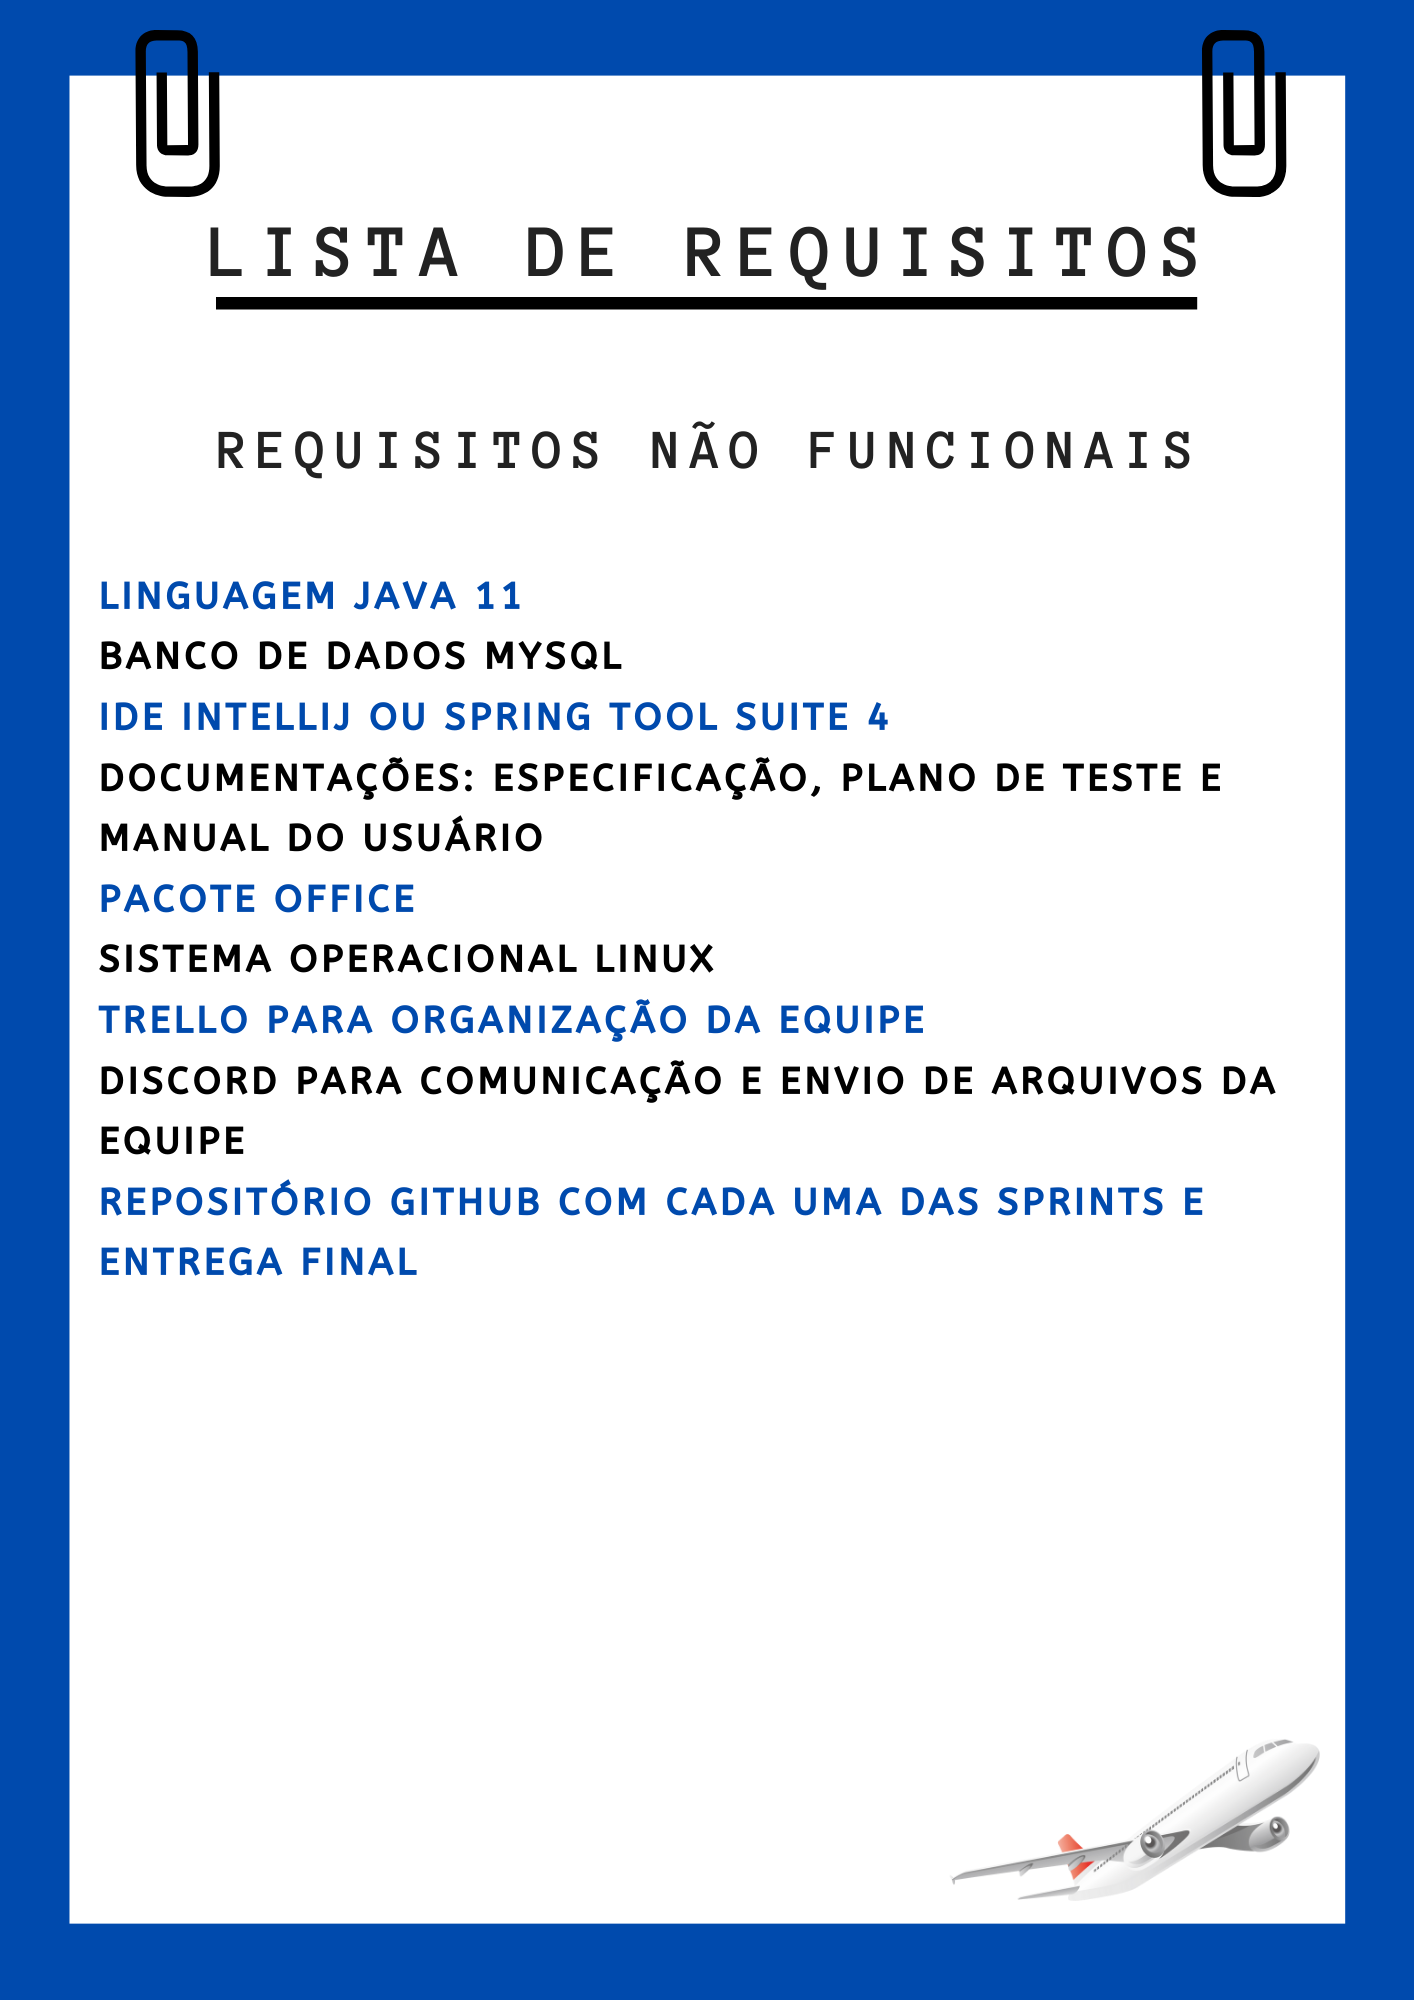 LISTA DE REQUISITOS
REQUISITOS NÃO FUNCIONAIS
LINGUAGEM JAVA 11
BANCO DE DADOS MYSQL
IDE INTELLIJ OU SPRING TOOL SUITE 4
DOCUMENTAÇÕES: ESPECIFICAÇÃO, PLANO DE TESTE E
MANUAL DO USUÁRIO
PACOTE OFFICE
SISTEMA OPERACIONAL LINUX
TRELLO PARA ORGANIZAÇÃO DA EQUIPE
DISCORD PARA COMUNICAÇÃO E ENVIO DE ARQUIVOS DA
EQUIPE
REPOSITÓRIO GITHUB COM CADA UMA DAS SPRINTS E
ENTREGA FINAL